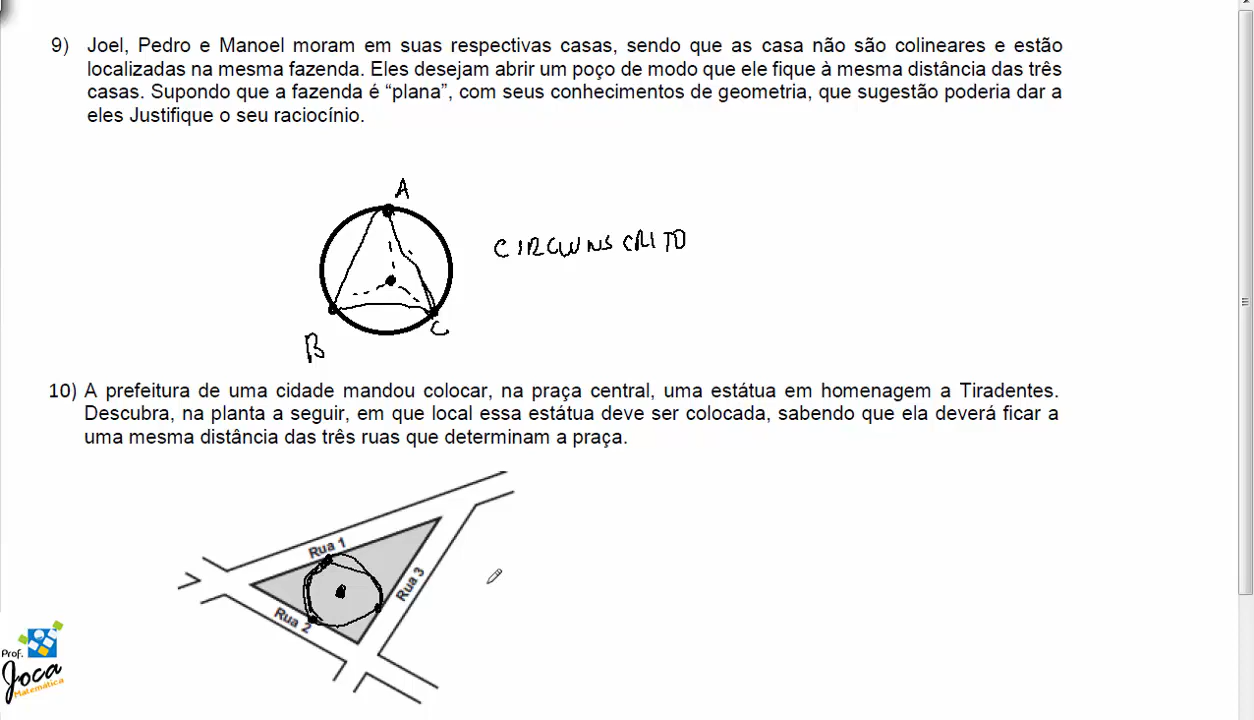 9) Joel, Pedro e Manoel moram em suas respectivas casas, sendo que as casa não são colineares e estão
localizadas na mesma fazenda. Eles desejam abrir um poço de modo que ele fique à mesma distância das três
casas. Supondo que a fazenda é “plana”, com seus conhecimentos de geometria, que sugestão poderia dar a
eles Justifique o seu raciocínio.
A
CIRCUNSCRITO
C
B
10) A prefeitura de uma cidade mandou colocar, na praça central, uma estátua em homenagem a Tiradentes.
Descubra, na planta a seguir, em que local essa estátua deve ser colocada, sabendo que ela deverá ficar a
uma mesma distância das três ruas que determinam a praça.
Rua 1
Rua 3
Rua 2
Prof.
Joca
Matemática